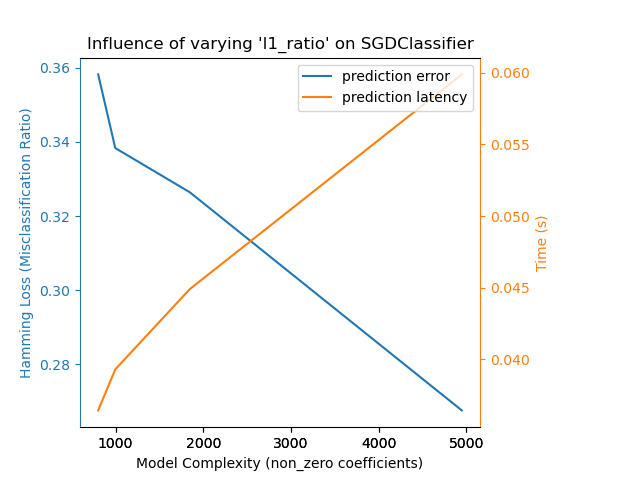 Influence of varying 'l1_ratio' on SGDClassifier
prediction error
prediction latency
Hamming Loss (Misclassification Ratio)
0.36
0.34
0.32
0.30
0.28
0.060
0.055
0.050
0.045
0.040
Time (s)
1000 2000 3000 4000 5000
Model Complexity (non_zero coefficients)